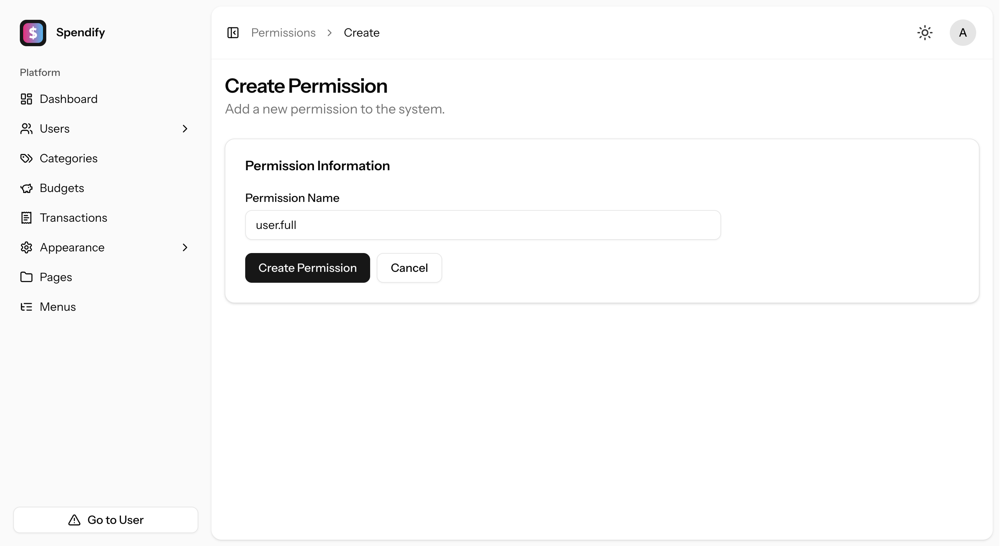 $
Spendify
Platform
Dashboard
Users
Categories
Budgets
Transactions
Appearance
Pages
Menus
Go to User
Permissions
Create
A
Create Permission
Add a new permission to the system.
Permission Information
Permission Name
user.full
Create Permission
Cancel